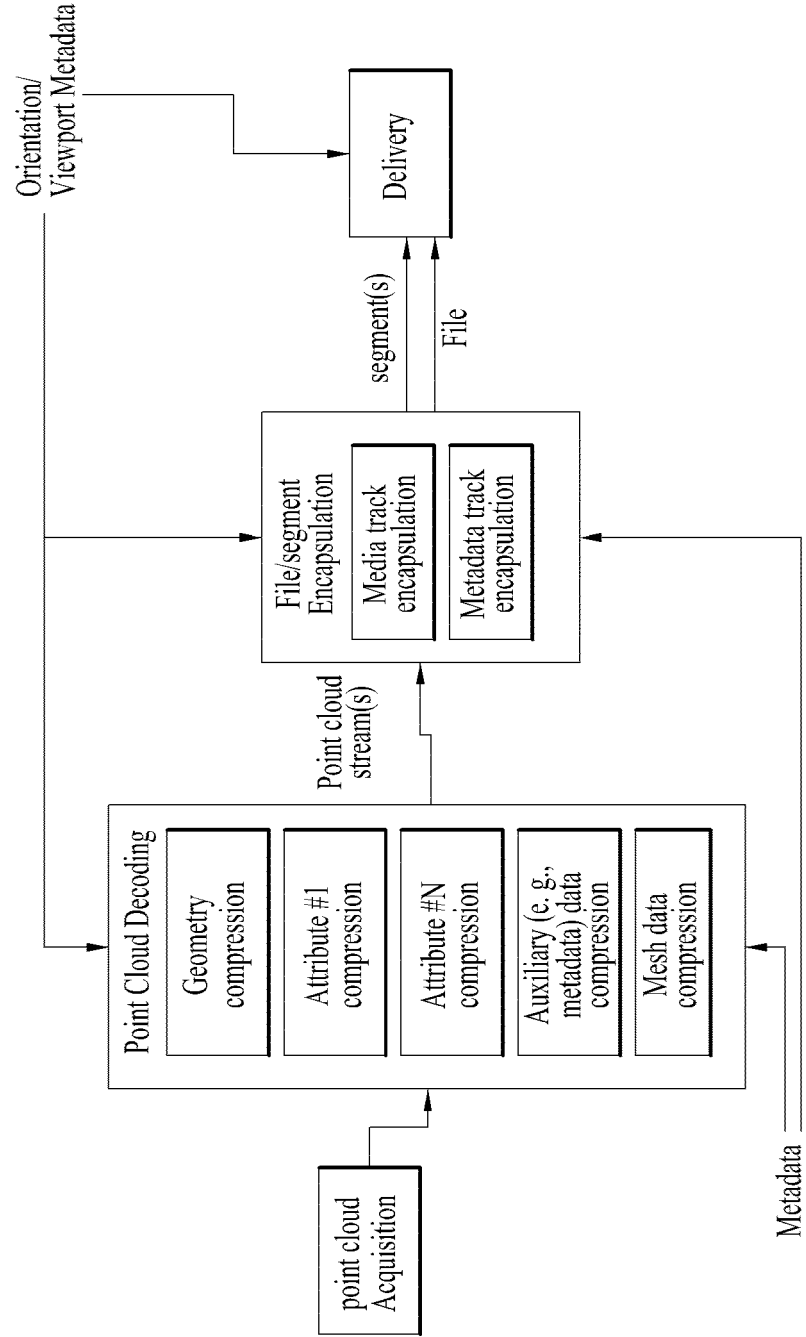 Orientation/
Viewport Metadata
point cloud
Acquisition
Point Cloud Decoding
Geometry
compression
Attribute #1
compression
Attribute #N
compression
Auxiliary (e. g.,
metadata) data
compression
Mesh data
compression
Point cloud
stream(s)
File/segment
Encapsulation
Media track
encapsulation
Metadata track
encapsulation
segment(s)
File
Delivery
Metadata